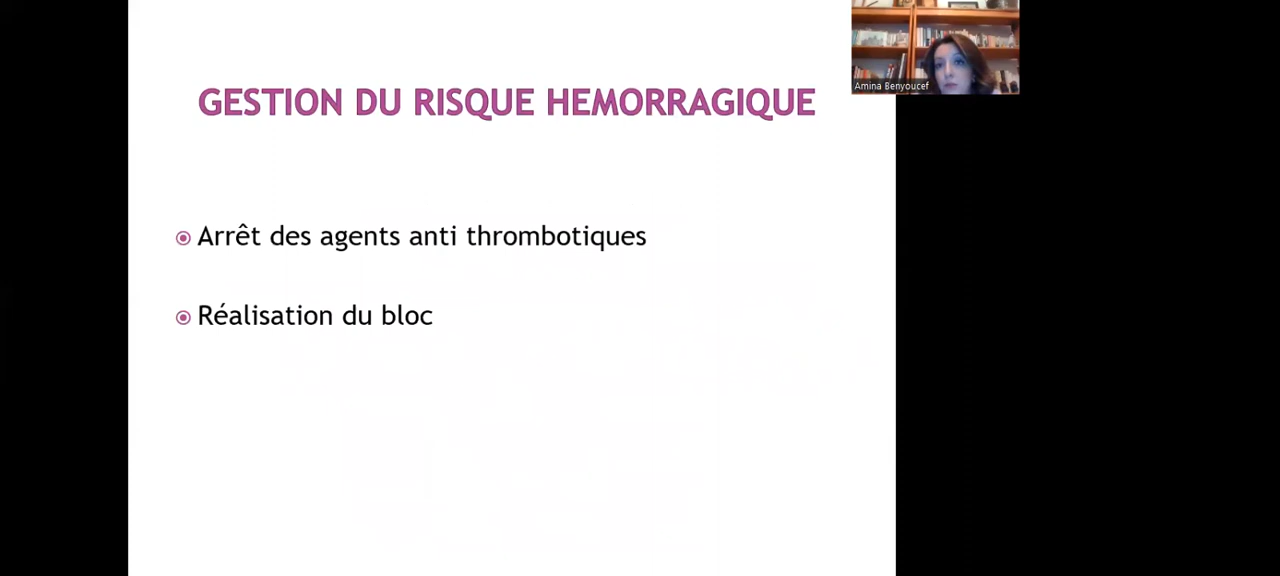 Amina Benyoucef
GESTION DU RISQUE HEMORRAGIQUE
Arrêt des agents anti thrombotiques
Réalisation du bloc